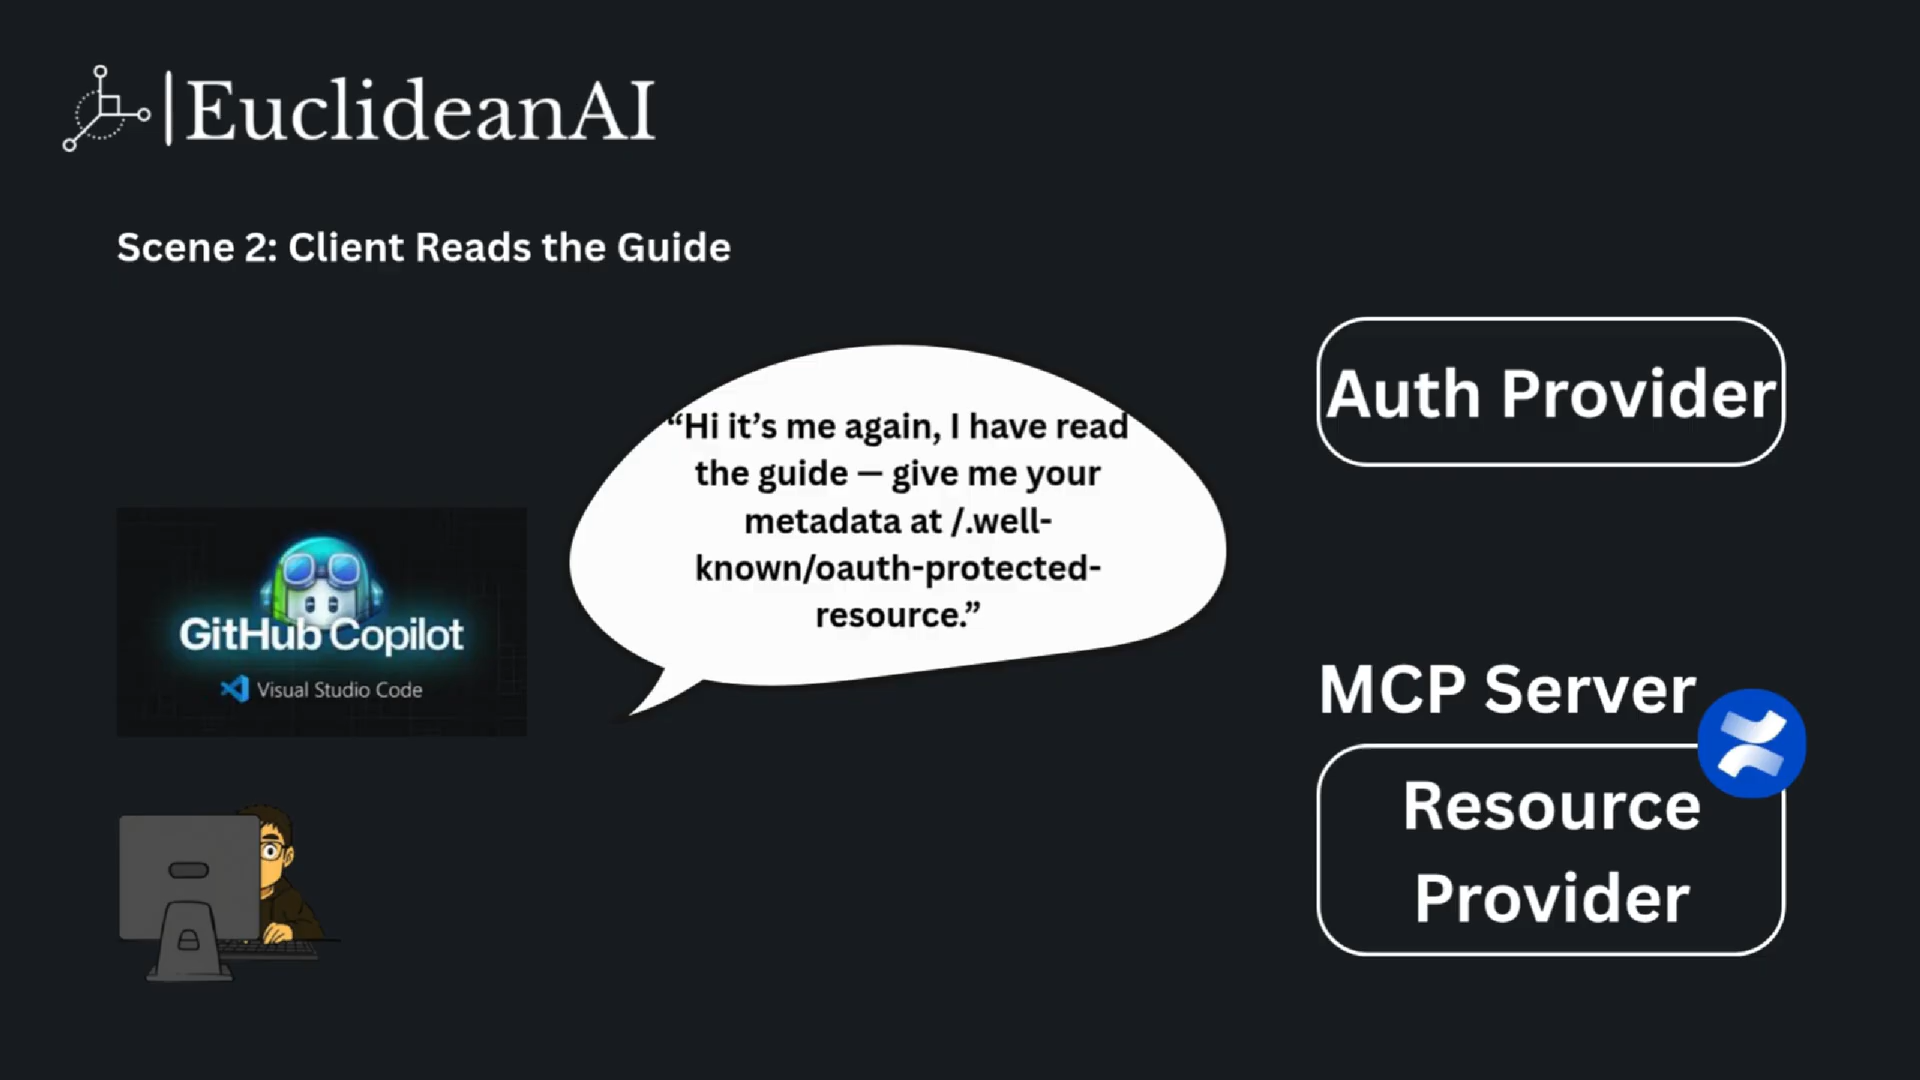 EuclideanAI
Scene 2: Client Reads the Guide
“Hi it’s me again, I have read
the guide — give me your
metadata at /.well-
known/oauth-protected-
resource.”
Auth Provider
GitHub Copilot
Visual Studio Code
MCP Server
Resource
Provider